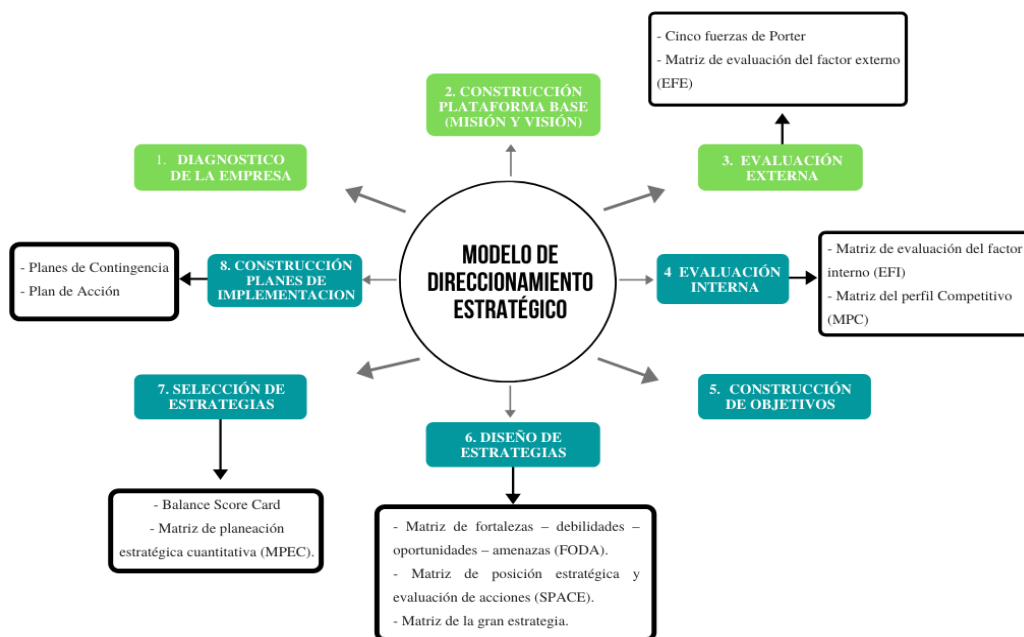 MODELO DE
DIRECCIONAMIENTO
ESTRATÉGICO
1. DIAGNOSTICO
DE LA EMPRESA
2. CONSTRUCCIÓN
PLATAFORMA BASE
(MISIÓN Y VISIÓN)
3. EVALUACIÓN
EXTERNA
- Cinco fuerzas de Porter
- Matriz de evaluación del factor externo
(EFE)
4 EVALUACIÓN
INTERNA
- Matriz de evaluación del factor
interno (EFI)
- Matriz del perfil Competitivo
(MPC)
5. CONSTRUCCIÓN
DE OBJETIVOS
6. DISEÑO DE
ESTRATEGIAS
- Matriz de fortalezas – debilidades –
oportunidades – amenazas (FODA).
- Matriz de posición estratégica y
evaluación de acciones (SPACE).
- Matriz de la gran estrategia.
7. SELECCIÓN DE
ESTRATEGIAS
- Balance Score Card
- Matriz de planeación
estratégica cuantitativa (MPEC).
8. CONSTRUCCIÓN
PLANES DE
IMPLEMENTACION
- Planes de Contingencia
- Plan de Acción